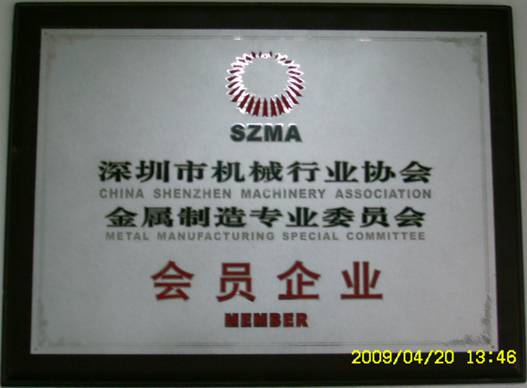 SZMA
深圳市机械行业协会
CHINA SHENZHEN MACHINERY ASSOCIATION
金属制造专业委员会
METAL MANUFACTURING SPECIAL COMMITTEE
会员企业
MEMBER
2009/04/20 13:46